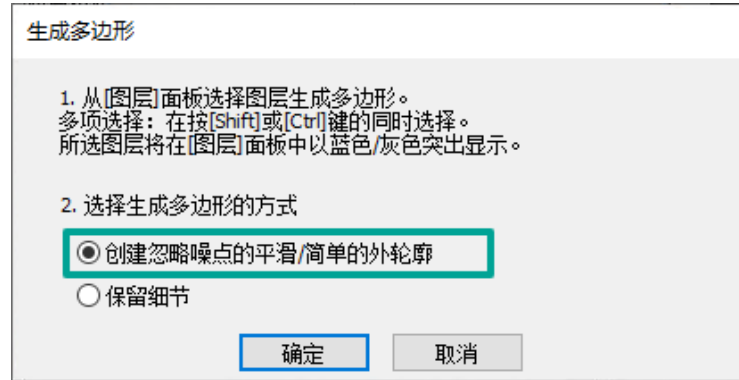 生成多边形
1. 从[图层]面板选择图层生成多边形。
多项选择：在按[Shift]或[Ctrl]键的同时选择。
所选图层将在[图层]面板中以蓝色/灰色突出显示。
2. 选择生成多边形的方式
创建忽略噪点的平滑/简单的外轮廓
保留细节
确定 取消